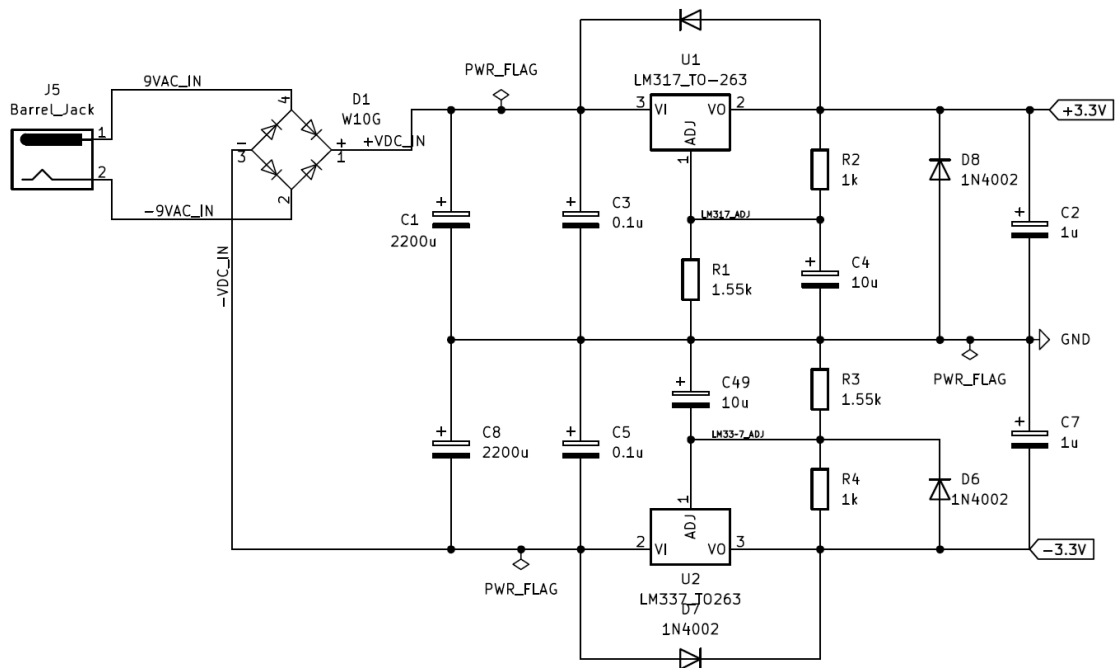 U1
LM317_TO-263
PWR_FLAG
J5
Barrel_Jack
9VAC_IN
D1
W10G
4
3
VI
VO
2
+3.3V
1
-
3
+
1
+VDC_IN
ADJ
1
R2
1k
D8
1N4002
2
2
-9VAC_IN
+
C1
2200u
+
C3
0.1u
LM317_ADJ
+
C2
1u
-VDC_IN
R1
1.55k
+
C4
10u
GND
PWR_FLAG
+
C49
10u
R3
1.55k
+
C8
2200u
+
C5
0.1u
LM33-7_ADJ
+
C7
1u
1
ADJ
R4
1k
D6
1N4002
2
VI
VO
3
-3.3V
PWR_FLAG
U2
LM337_TO263
D7
1N4002